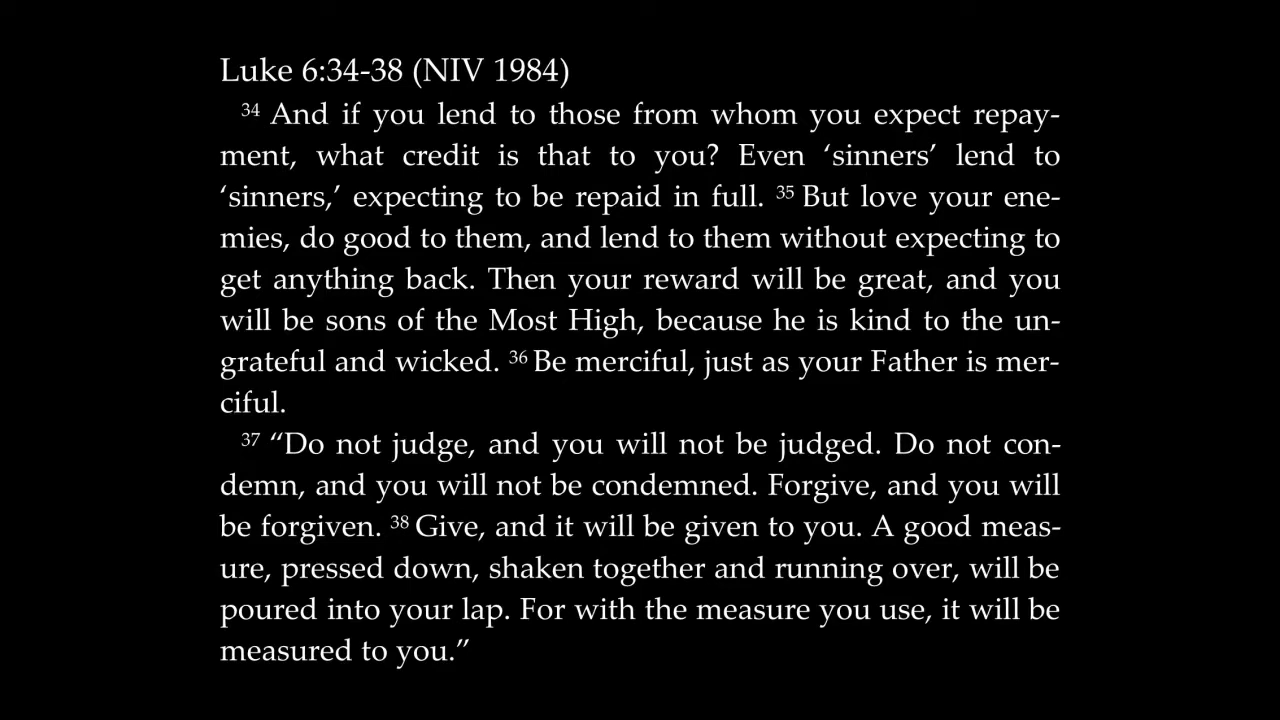 Luke 6:34-38 (NIV 1984)
³⁴ And if you lend to those from whom you expect repay-
ment, what credit is that to you? Even ‘sinners’ lend to
‘sinners,’ expecting to be repaid in full. ³⁵ But love your ene-
mies, do good to them, and lend to them without expecting to
get anything back. Then your reward will be great, and you
will be sons of the Most High, because he is kind to the un-
grateful and wicked. ³⁶ Be merciful, just as your Father is mer-
ciful.
³⁷ “Do not judge, and you will not be judged. Do not con-
demn, and you will not be condemned. Forgive, and you will
be forgiven. ³⁸ Give, and it will be given to you. A good meas-
ure, pressed down, shaken together and running over, will be
poured into your lap. For with the measure you use, it will be
measured to you.”